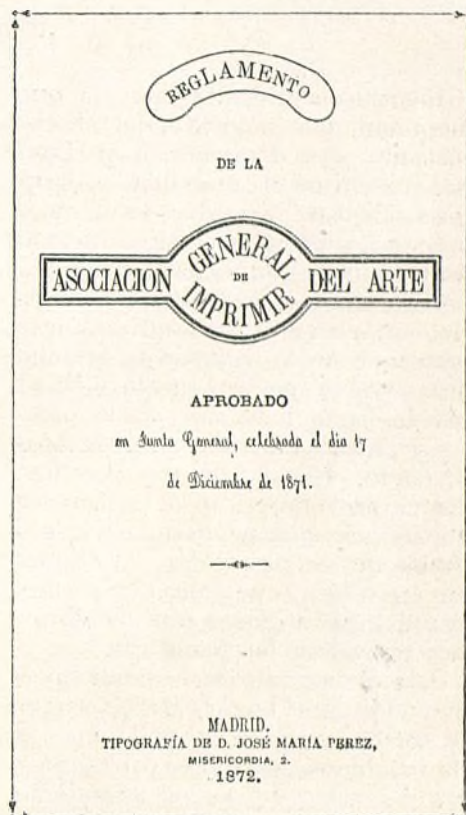 REGLAMENTO
DE LA
ASOCIACION GENERAL DEL ARTE
DE
IMPRIMIR
APROBADO
en Junta General, celebrada el dia 17
de Diciembre de 1871.
MADRID.
TIPOGRAFÍA DE D. JOSÉ MARÍA PEREZ,
MISERICORDIA, 2.
1872.